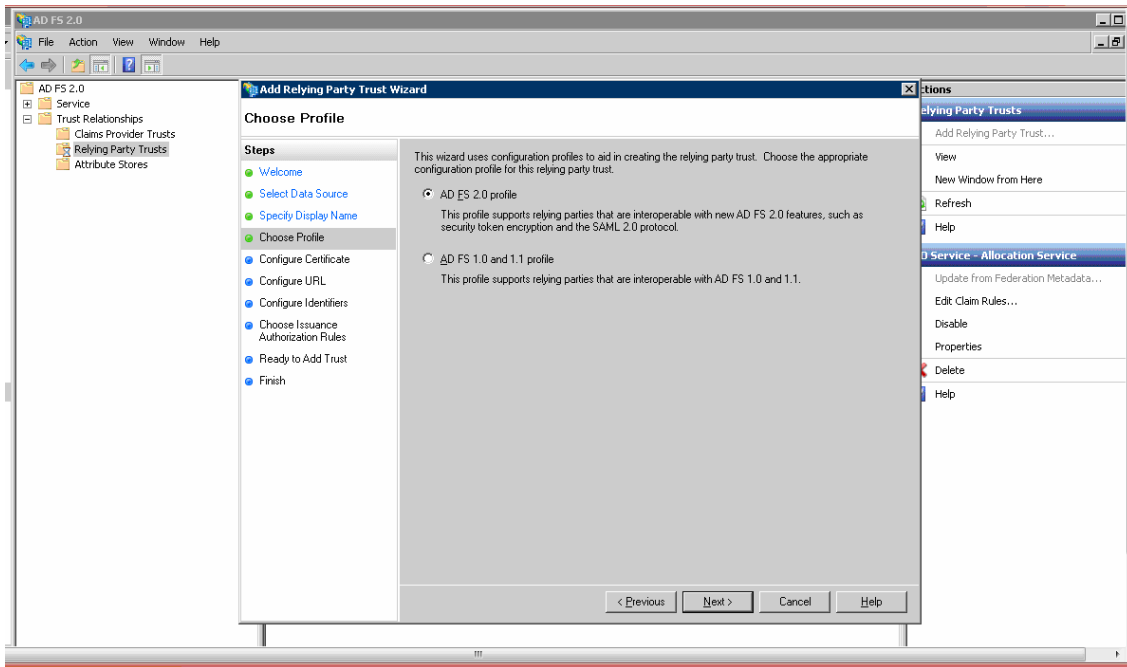 AD FS 2.0
File Action View Window Help
AD FS 2.0
Service
Trust Relationships
Claims Provider Trusts
Relying Party Trusts
Attribute Stores
Add Relying Party Trust Wizard
Choose Profile
Steps
Welcome
Select Data Source
Specify Display Name
Choose Profile
Configure Certificate
Configure URL
Configure Identifiers
Choose Issuance
Authorization Rules
Ready to Add Trust
Finish
This wizard uses configuration profiles to aid in creating the relying party trust. Choose the appropriate
configuration profile for this relying party trust.
AD FS 2.0 profile
This profile supports relying parties that are interoperable with new AD FS 2.0 features, such as
security token encryption and the SAML 2.0 protocol.
AD FS 1.0 and 1.1 profile
This profile supports relying parties that are interoperable with AD FS 1.0 and 1.1.
< Previous
Next >
Cancel
Help
ctions
elying Party Trusts
Add Relying Party Trust...
View
New Window from Here
Refresh
Help
Service - Allocation Service
Update from Federation Metadata...
Edit Claim Rules...
Disable
Properties
Delete
Help